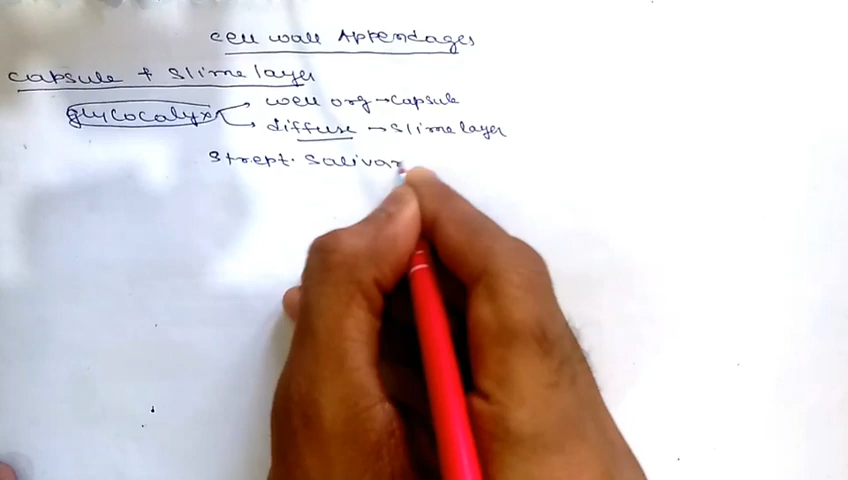 Cell wall Appendages
Capsule + Slime layer
glycocalyx
well org → Capsule
diffuse → Slime layer
Strept. Salivar